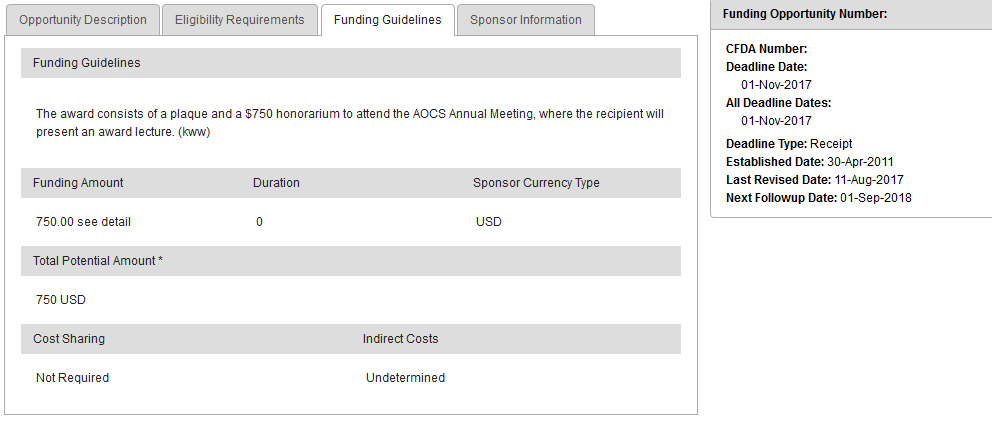 Opportunity Description Eligibility Requirements Funding Guidelines Sponsor Information
Funding Guidelines
The award consists of a plaque and a $750 honorarium to attend the AOCS Annual Meeting, where the recipient will
present an award lecture. (kww)
Funding Amount Duration Sponsor Currency Type
750.00 see detail 0 USD
Total Potential Amount *
750 USD
Cost Sharing Indirect Costs
Not Required Undetermined
Funding Opportunity Number:
CFDA Number:
Deadline Date:
01-Nov-2017
All Deadline Dates:
01-Nov-2017
Deadline Type: Receipt
Established Date: 30-Apr-2011
Last Revised Date: 11-Aug-2017
Next Followup Date: 01-Sep-2018